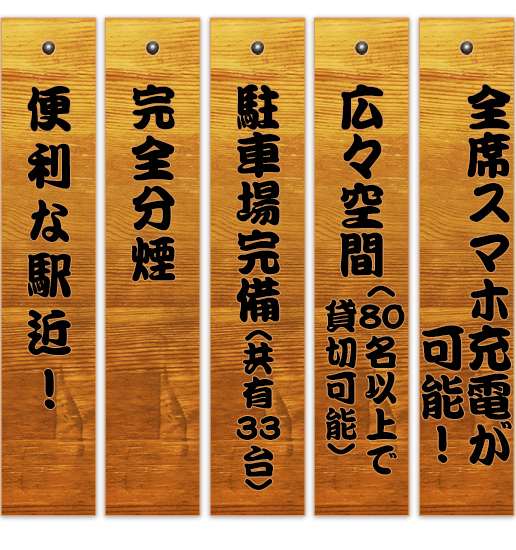 全席スマホ充電が
可能！
広々空間（80名以上で
貸切可能）
駐車場完備（共有33台）
完全分煙
便利な駅近！